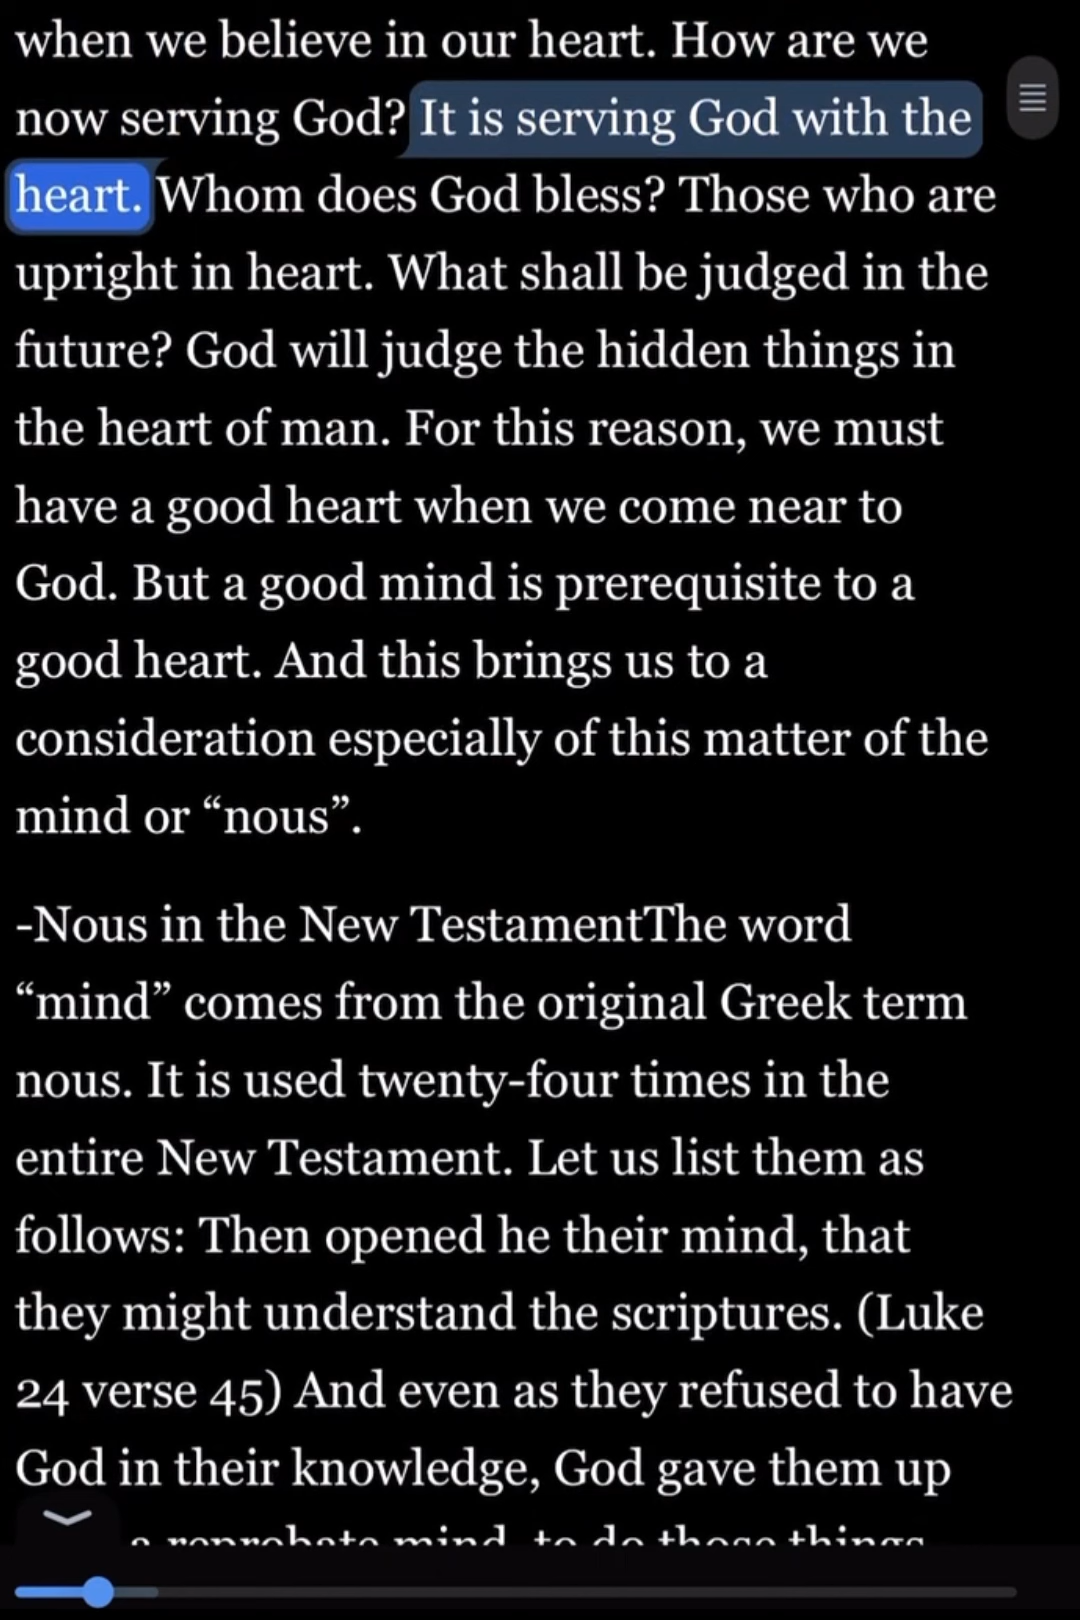 when we believe in our heart. How are we
now serving God? It is serving God with the
heart. Whom does God bless? Those who are
upright in heart. What shall be judged in the
future? God will judge the hidden things in
the heart of man. For this reason, we must
have a good heart when we come near to
God. But a good mind is prerequisite to a
good heart. And this brings us to a
consideration especially of this matter of the
mind or “nous”.
-Nous in the New TestamentThe word
“mind” comes from the original Greek term
nous. It is used twenty-four times in the
entire New Testament. Let us list them as
follows: Then opened he their mind, that
they might understand the scriptures. (Luke
24 verse 45) And even as they refused to have
God in their knowledge, God gave them up
a reprobate mind, to do those things